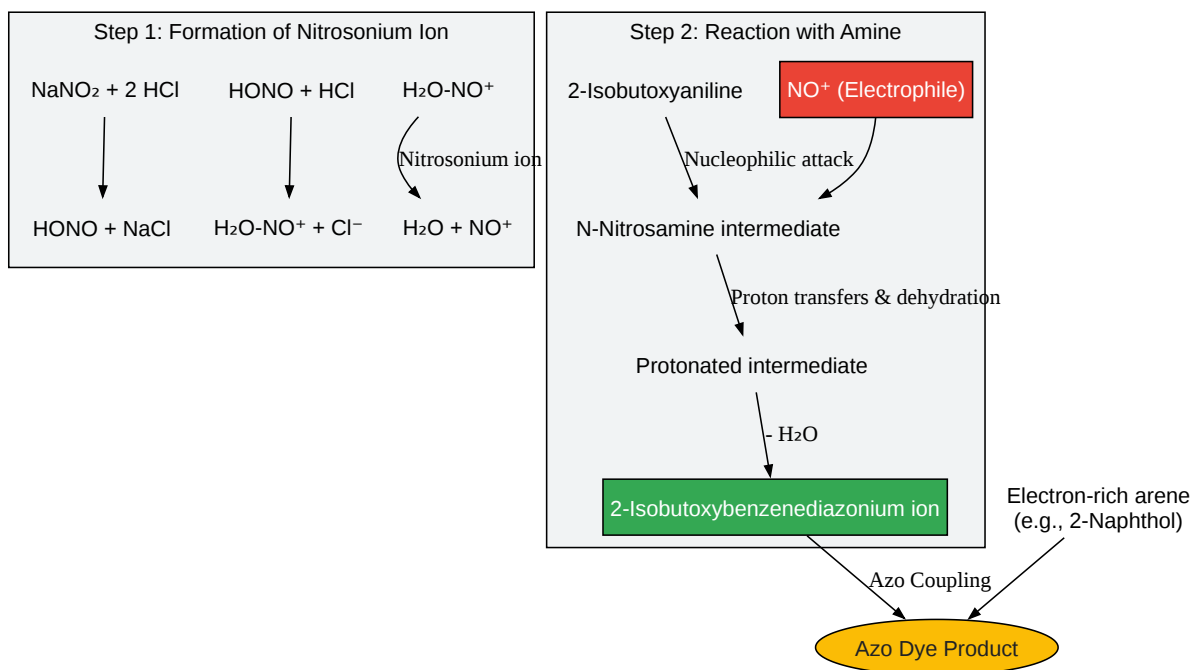 Step 1: Formation of Nitrosonium Ion
NaNO₂ + 2 HCl
HONO + HCl
H₂O-NO⁺
Nitrosonium ion
HONO + NaCl
H₂O-NO⁺ + Cl⁻
H₂O + NO⁺
Step 2: Reaction with Amine
2-Isobutoxyaniline
NO⁺ (Electrophile)
Nucleophilic attack
N-Nitrosamine intermediate
Proton transfers & dehydration
Protonated intermediate
- H₂O
2-Isobutoxybenzenediazonium ion
Electron-rich arene
(e.g., 2-Naphthol)
Azo Coupling
Azo Dye Product